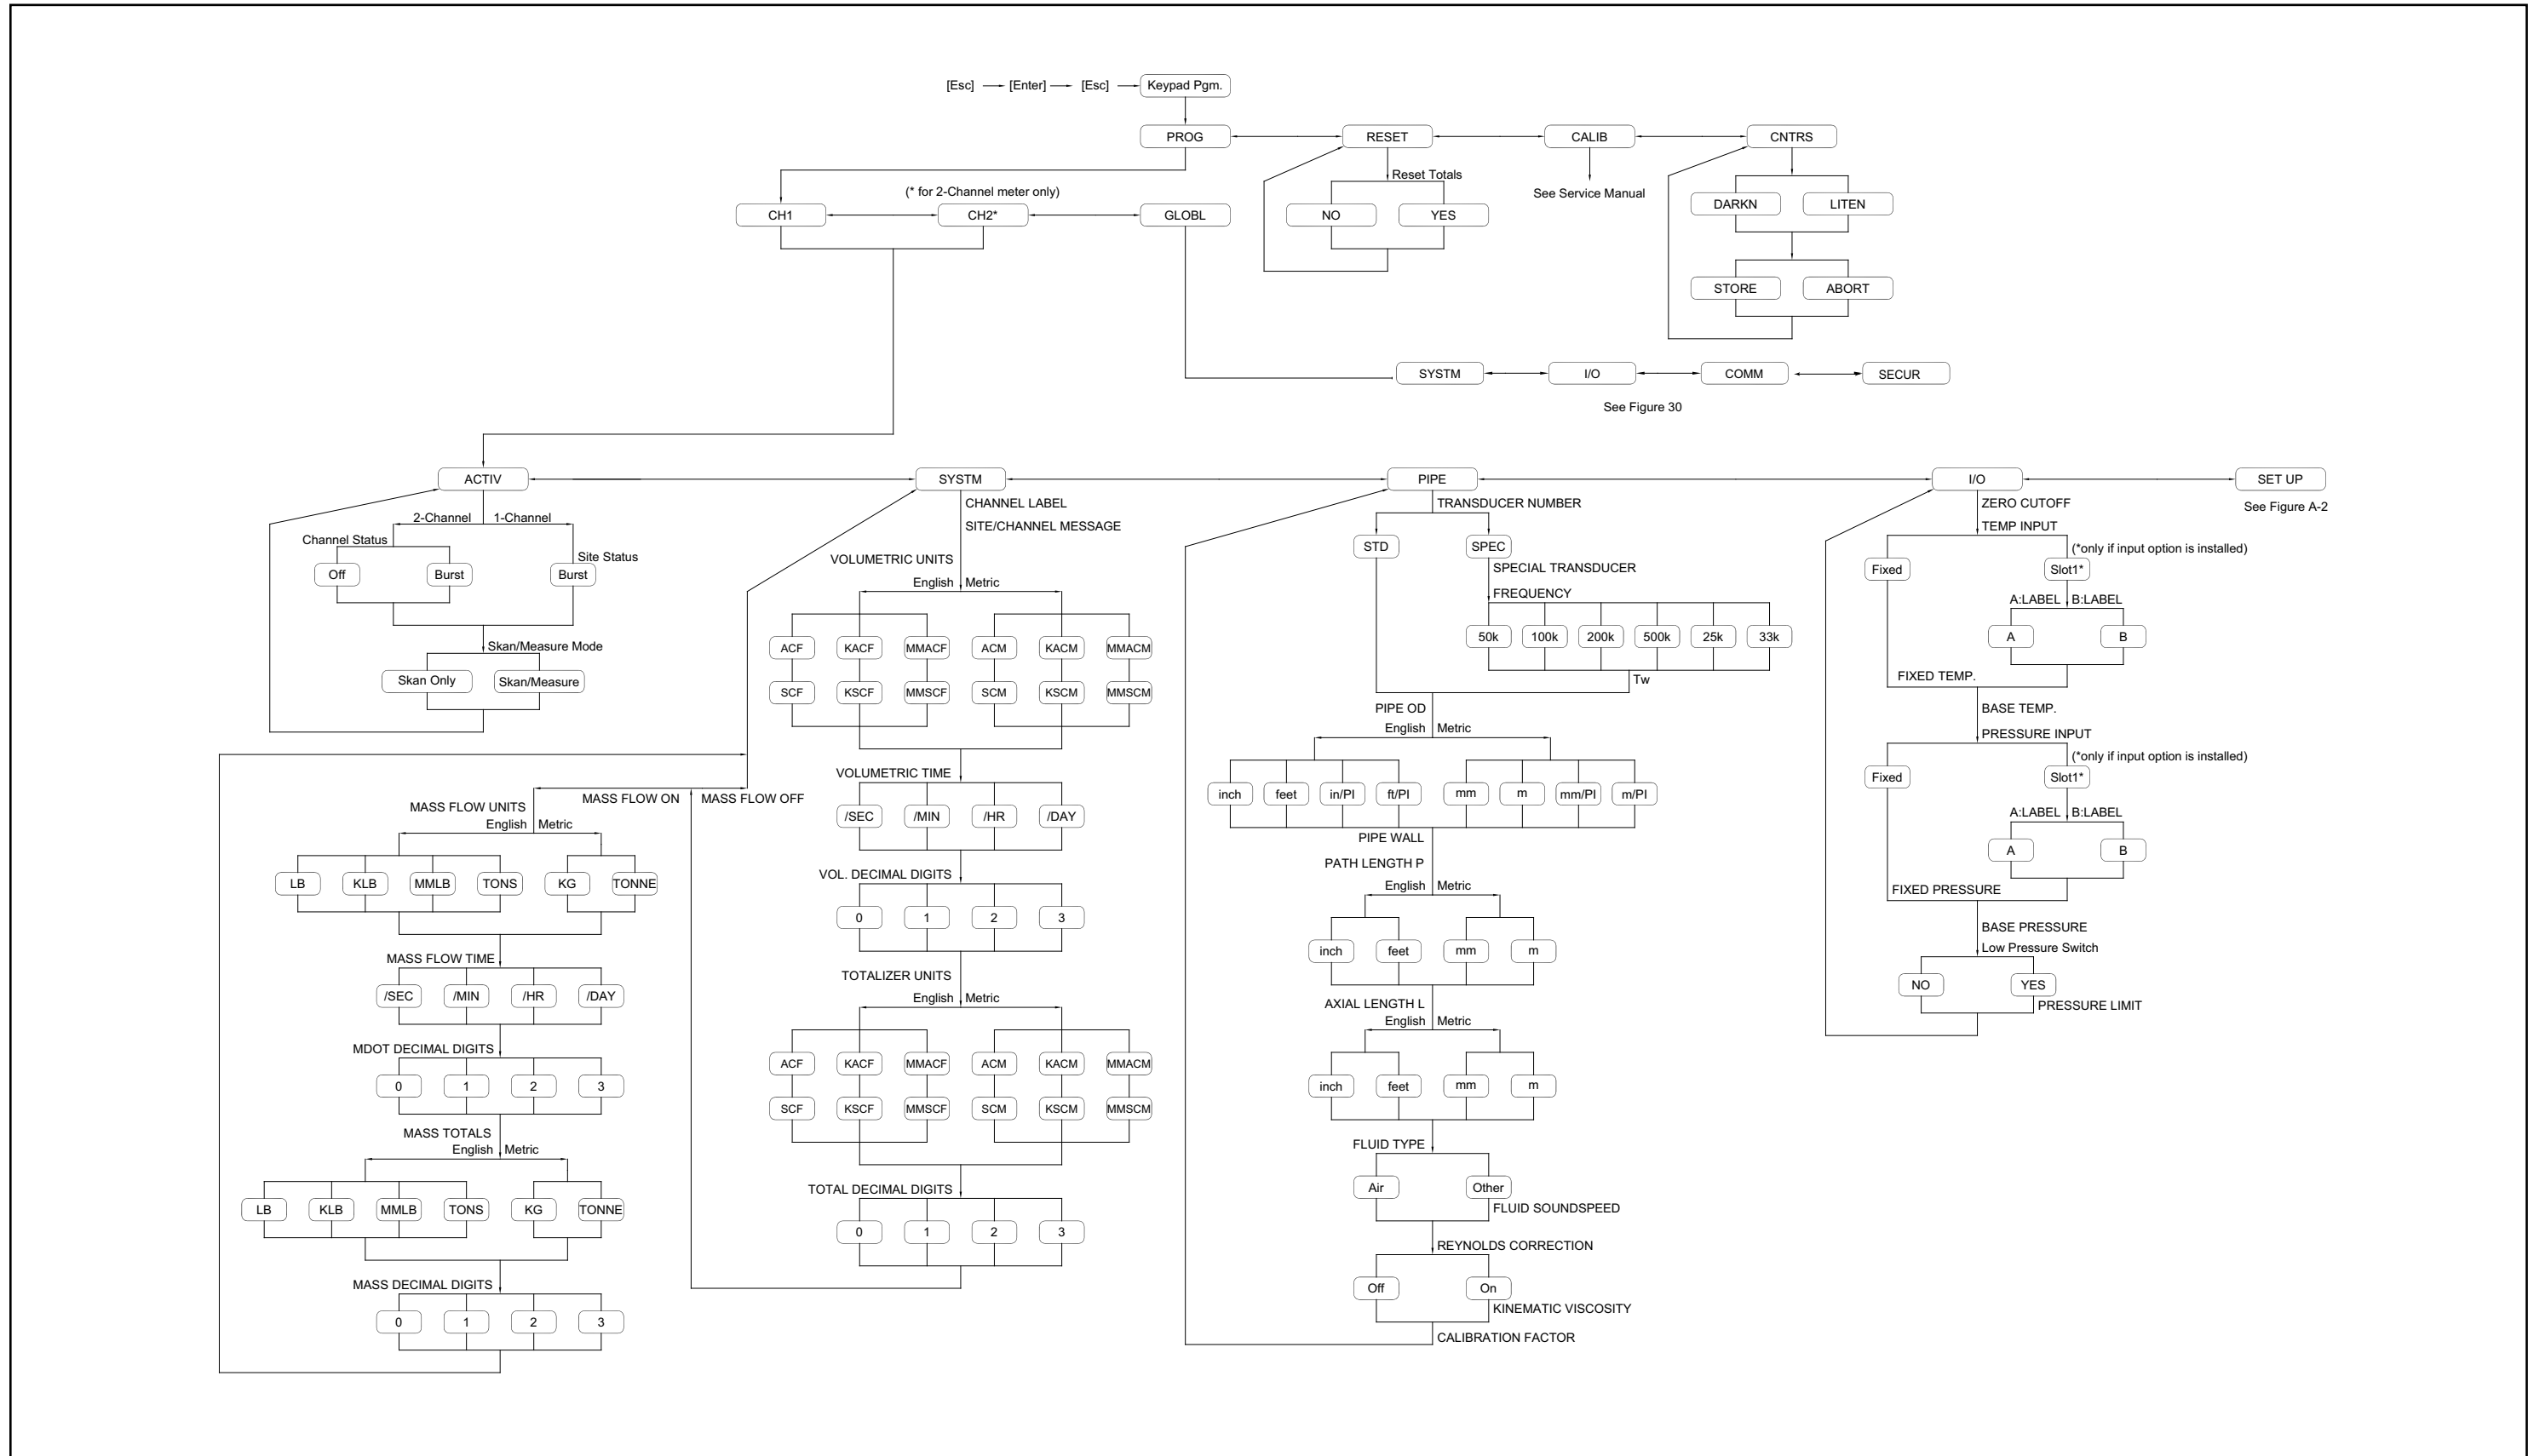 [Esc] [Enter] [Esc] Keypad Pgm.
PROG RESET CALIB CNTRS
Reset Totals
(* for 2-Channel meter only)
See Service Manual
DARKN LITEN
CH1 CH2* GLOBL
NO YES
STORE ABORT
SYSTM I/O COMM SECUR
See Figure 30
ACTIV SYSTM PIPE I/O SET UP
See Figure A-2
2-Channel 1-Channel
Channel Status
Site Status
Off Burst Burst
Skan/Measure Mode
Skan Only Skan/Measure
CHANNEL LABEL
SITE/CHANNEL MESSAGE
VOLUMETRIC UNITS
English Metric
ACF KACF MMACF ACM KACM MMACM
SCF KSCF MMSCF SCM KSCM MMSCM
VOLUMETRIC TIME
/SEC /MIN /HR /DAY
VOL. DECIMAL DIGITS
0 1 2 3
TOTALIZER UNITS
English Metric
ACF KACF MMACF ACM KACM MMACM
SCF KSCF MMSCF SCM KSCM MMSCM
TOTAL DECIMAL DIGITS
0 1 2 3
MASS FLOW ON MASS FLOW OFF
MASS FLOW UNITS
English Metric
LB KLB MMLB TONS KG TONNE
MASS FLOW TIME
/SEC /MIN /HR /DAY
MDOT DECIMAL DIGITS
0 1 2 3
MASS TOTALS
English Metric
LB KLB MMLB TONS KG TONNE
MASS DECIMAL DIGITS
0 1 2 3
TRANSDUCER NUMBER
STD SPEC
SPECIAL TRANSDUCER
FREQUENCY
50k 100k 200k 500k 25k 33k
Tw
PIPE OD
English Metric
inch feet in/PI ft/PI mm m mm/PI m/PI
PIPE WALL
PATH LENGTH P
English Metric
inch feet mm m
AXIAL LENGTH L
English Metric
inch feet mm m
FLUID TYPE
Air Other
FLUID SOUNDSPEED
REYNOLDS CORRECTION
Off On
KINEMATIC VISCOSITY
CALIBRATION FACTOR
ZERO CUTOFF
TEMP INPUT
(*only if input option is installed)
Fixed Slot1*
A:LABEL B:LABEL
A B
FIXED TEMP.
BASE TEMP.
PRESSURE INPUT
(*only if input option is installed)
Fixed Slot1*
A:LABEL B:LABEL
A B
FIXED PRESSURE
BASE PRESSURE
Low Pressure Switch
NO YES
PRESSURE LIMIT